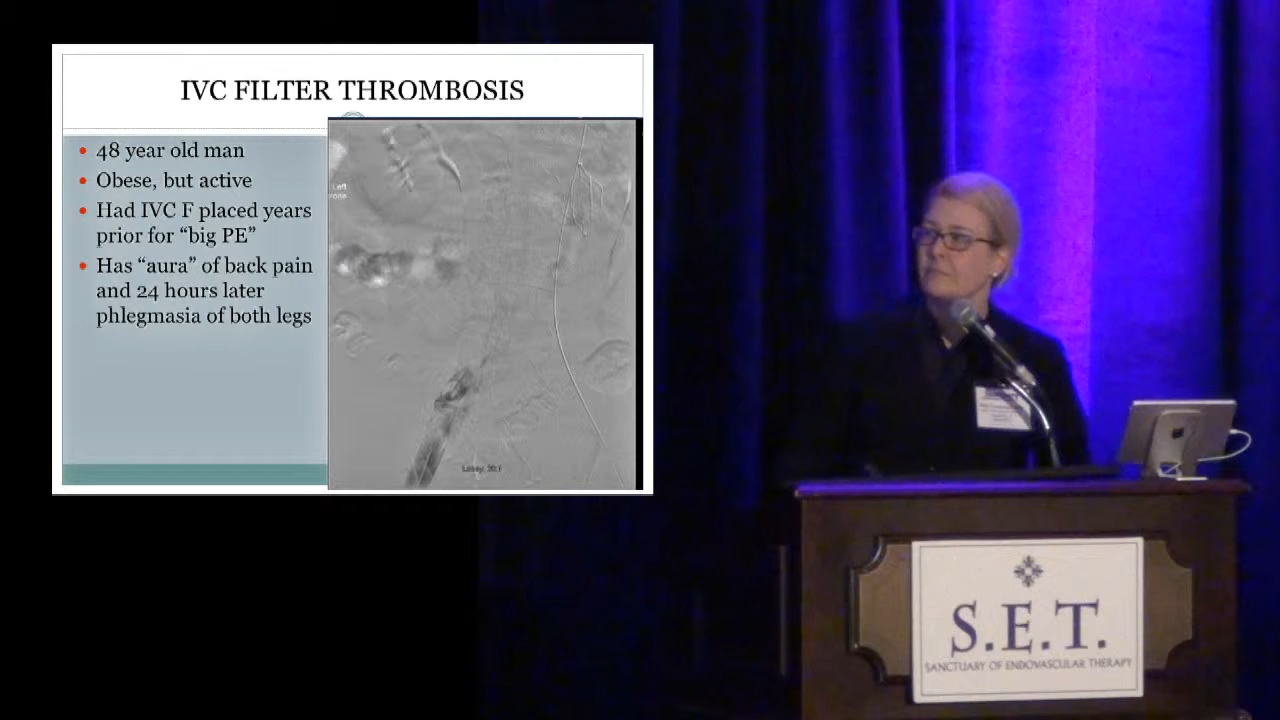 IVC FILTER THROMBOSIS
48 year old man
Obese, but active
Had IVC F placed years
prior for “big PE”
Has “aura” of back pain
and 24 hours later
phlegmasia of both legs
Left
S.E.T.
SANCTUARY OF ENDOVASCULAR THERAPY